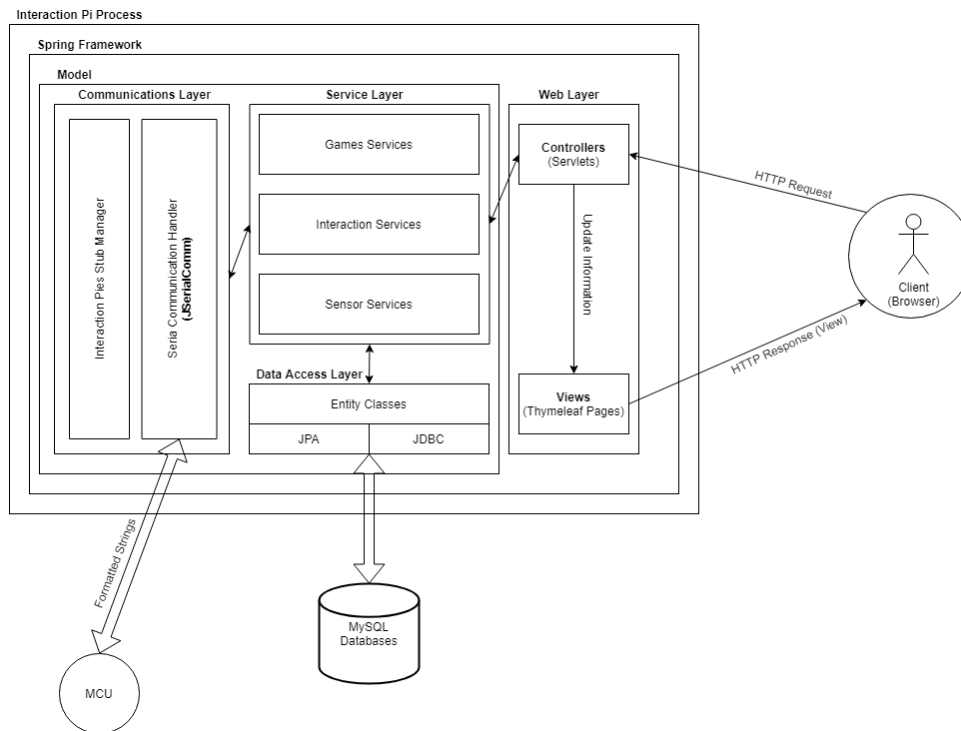 Interaction Pi Process
Spring Framework
Model
Communications Layer
Service Layer
Web Layer
Interaction Pies Stub Manager
Seria Communication Handler
(JSerialComm)
Games Services
Interaction Services
Sensor Services
Data Access Layer
Entity Classes
JPA
JDBC
Controllers
(Servlets)
Update Information
Views
(Thymeleaf Pages)
HTTP Request
Client
(Browser)
HTTP Response (View)
Formatted Strings
MySQL
Databases
MCU